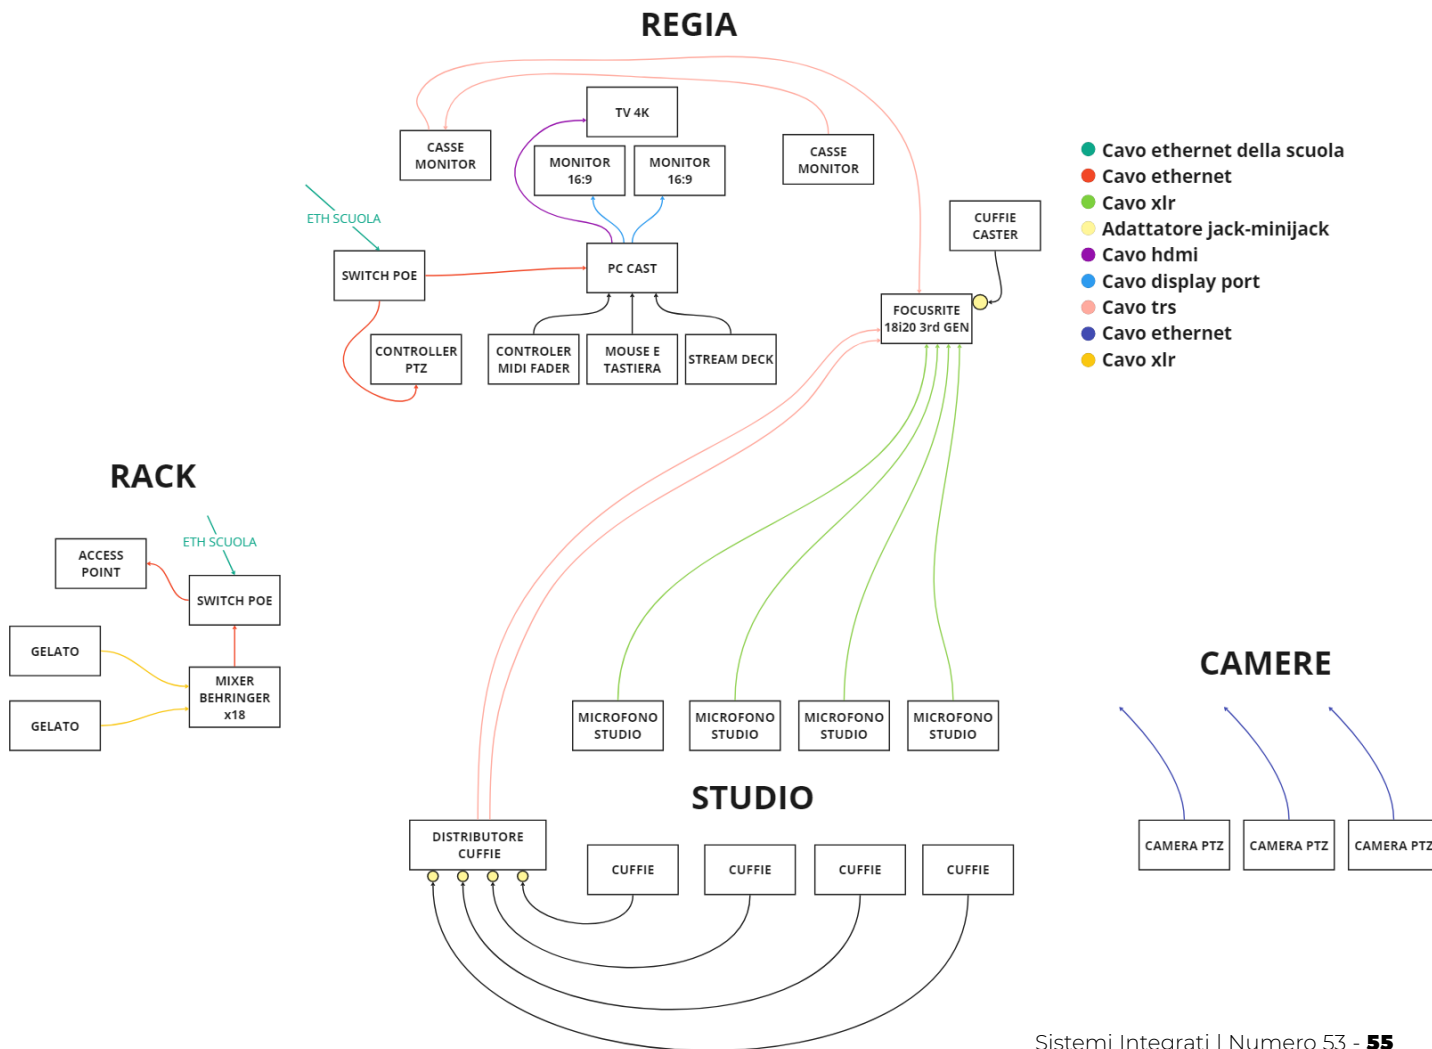 REGIA
TV 4K
CASSE
MONITOR
MONITOR
16:9
MONITOR
16:9
CASSE
MONITOR
ETH SCUOLA
SWITCH POE
PC CAST
CUFFIE
CASTER
FOCUSRITE
18i20 3rd GEN
CONTROLLER
PTZ
CONTROLER
MIDI FADER
MOUSE E
TASTIERA
STREAM DECK
Cavo ethernet della scuola
Cavo ethernet
Cavo xlr
Adattatore jack-minijack
Cavo hdmi
Cavo display port
Cavo trs
Cavo ethernet
Cavo xlr
RACK
ETH SCUOLA
ACCESS
POINT
SWITCH POE
GELATO
GELATO
MIXER
BEHRINGER
x18
MICROFONO
STUDIO
MICROFONO
STUDIO
MICROFONO
STUDIO
MICROFONO
STUDIO
STUDIO
DISTRIBUTORE
CUFFIE
CUFFIE
CUFFIE
CUFFIE
CUFFIE
CAMERE
CAMERA PTZ
CAMERA PTZ
CAMERA PTZ
Sistemi Integrati | Numero 53 - 55